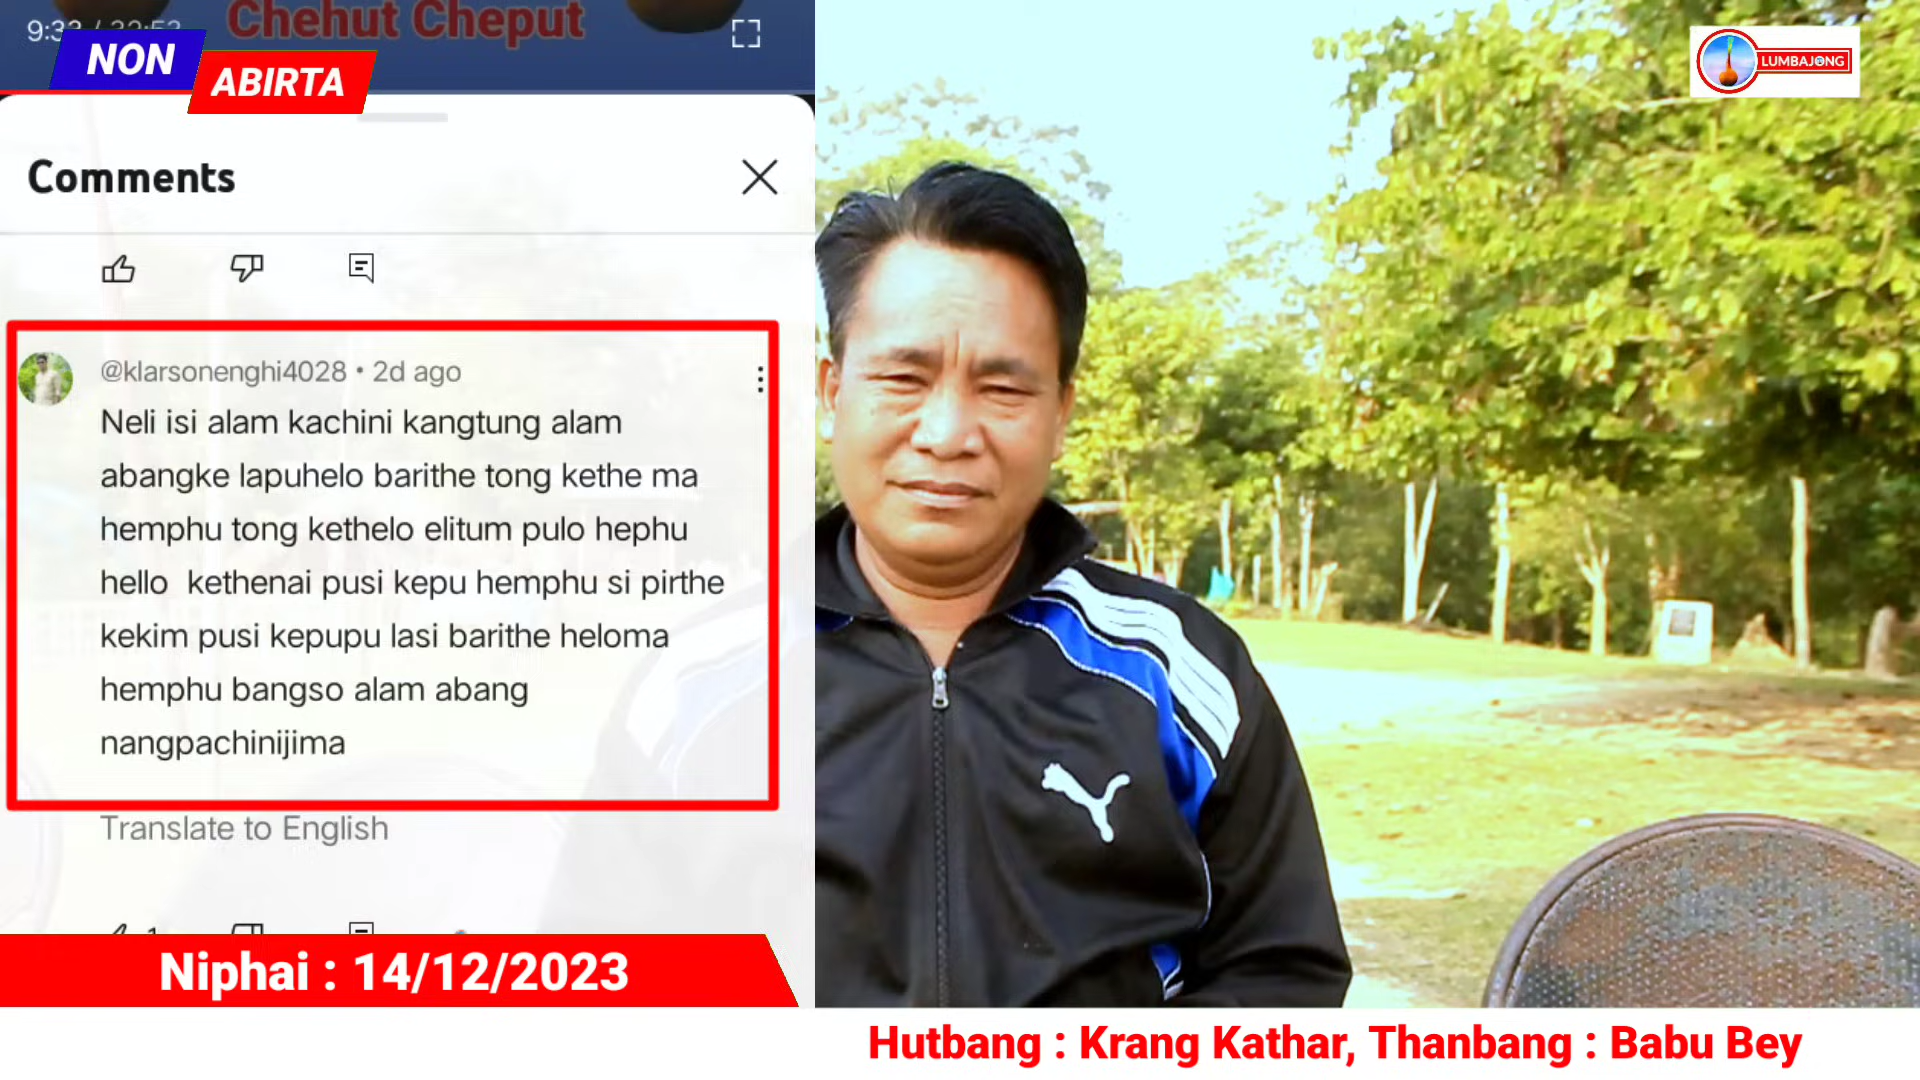 Chehut Cheput
NON
ABIRTA
LUMBAJONG
Comments
@klarsonenghi4028 • 2d ago
Neli isi alam kachini kangtung alam
abangke lapuhelo barithe tong kethe ma
hemphu tong kethelo elitum pulo hephu
hello kethenai pusi kepu hemphu si pirthe
kekim pusi kepupu lasi barithe heloma
hemphu bangso alam abang
nangpachinijima
Translate to English
1
Niphai : 14/12/2023
Hutbang : Krang Kathar, Thanbang : Babu Bey